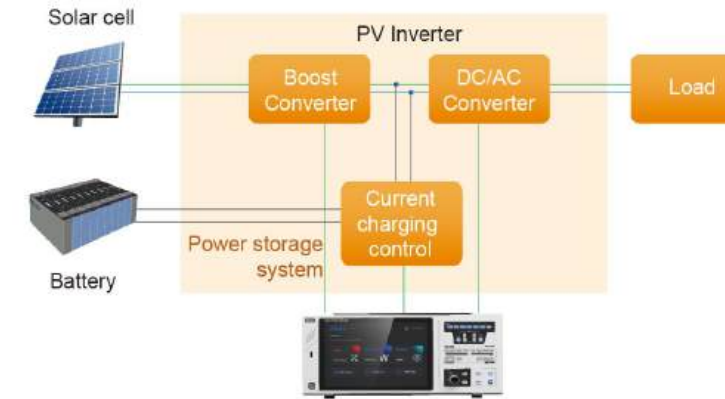 Solar cell
PV Inverter
Boost
Converter
DC/AC
Converter
Load
Current
charging
control
Power storage
system
Battery